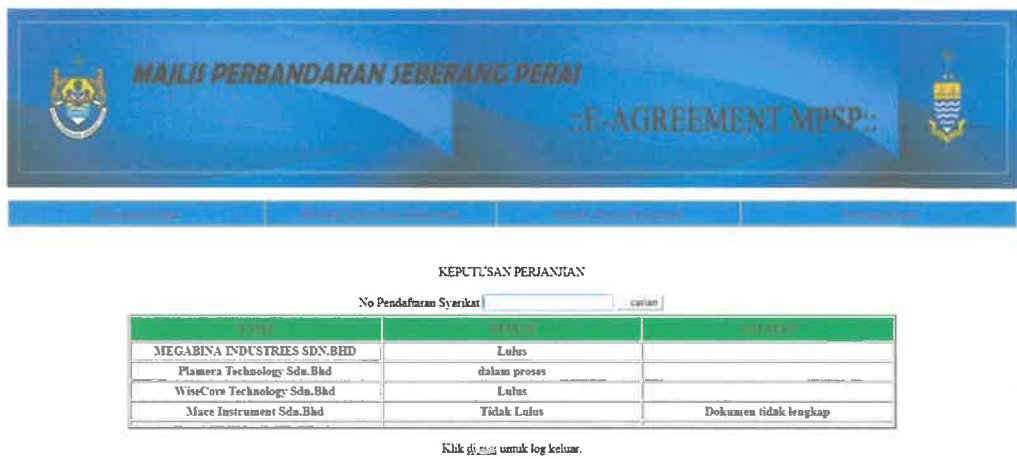 MAJLIS PERBANDARAN SEBERANG PERAI
::E-AGREEMENT MPSP::
KEPUTUSAN PERJANJIAN
No Pendaftaran Syarikat carian
MEGABINA INDUSTRIES SDN.BHD Lulus
Plamera Technology Sdn.Bhd dalam proses
WiseCore Technology Sdn.Bhd Lulus
Mace Instrument Sdn.Bhd Tidak Lulus Dokumen tidak lengkap
Klik di sini untuk log keluar.